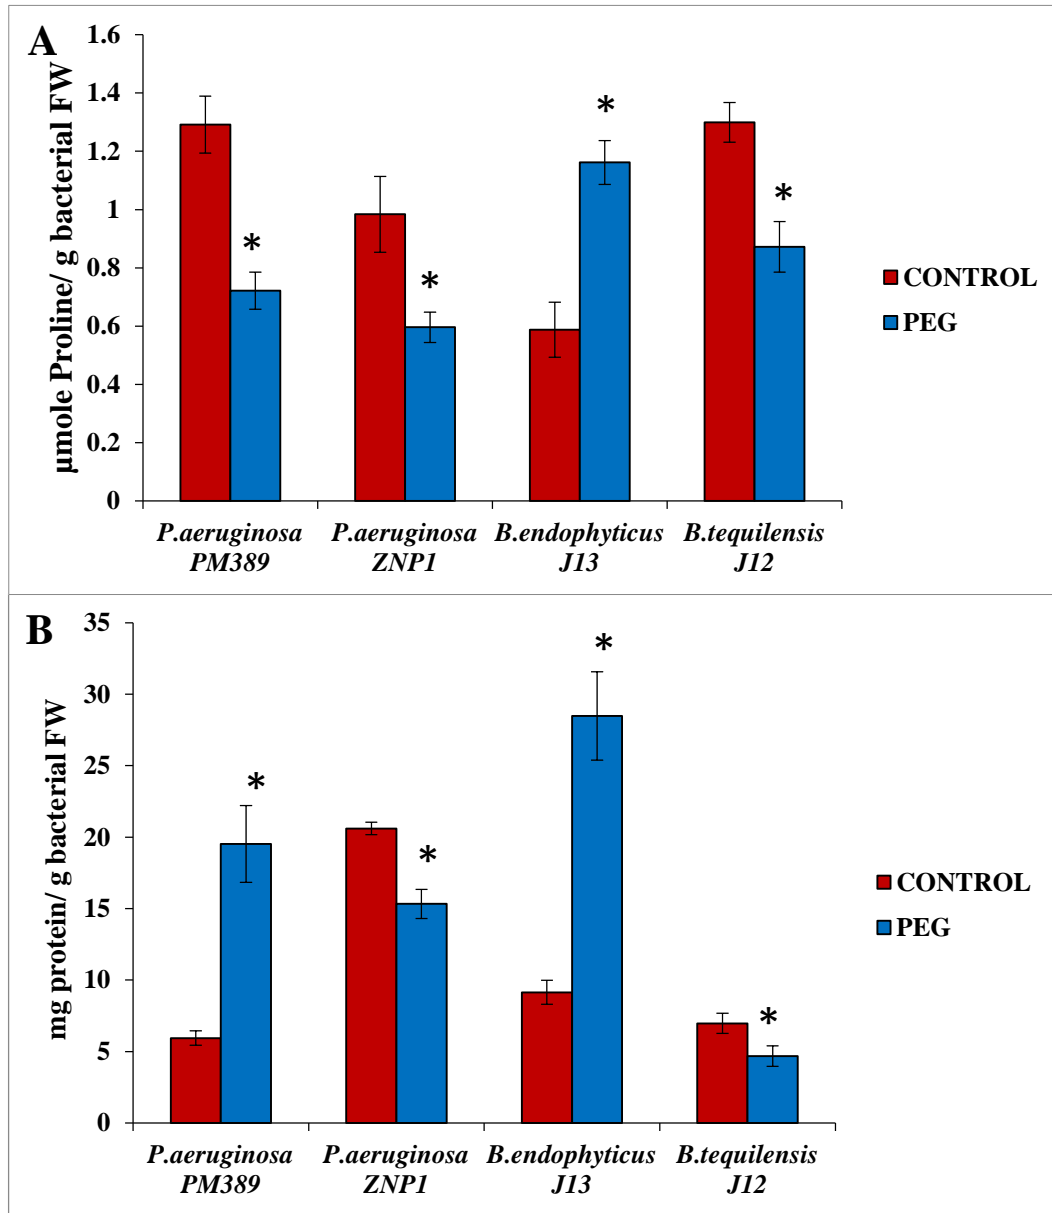 A
µmole Proline/ g bacterial FW
1.6
1.4
1.2
1
0.8
0.6
0.4
0.2
0
*
*
*
*
CONTROL
PEG
P.aeruginosa
PM389
P.aeruginosa
ZNP1
B.endophyticus
J13
B.tequilensis
J12
B
mg protein/ g bacterial FW
35
30
25
20
15
10
5
0
*
*
*
*
CONTROL
PEG
P.aeruginosa
PM389
P.aeruginosa
ZNP1
B.endophyticus
J13
B.tequilensis
J12